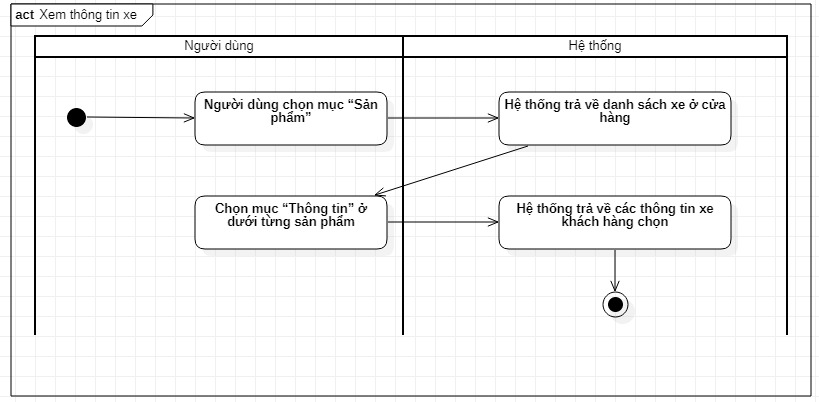 act Xem thông tin xe
Người dùng
Hệ thống
Người dùng chọn mục “Sản
phẩm”
Hệ thống trả về danh sách xe ở cửa
hàng
Chọn mục “Thông tin” ở
dưới từng sản phẩm
Hệ thống trả về các thông tin xe
khách hàng chọn